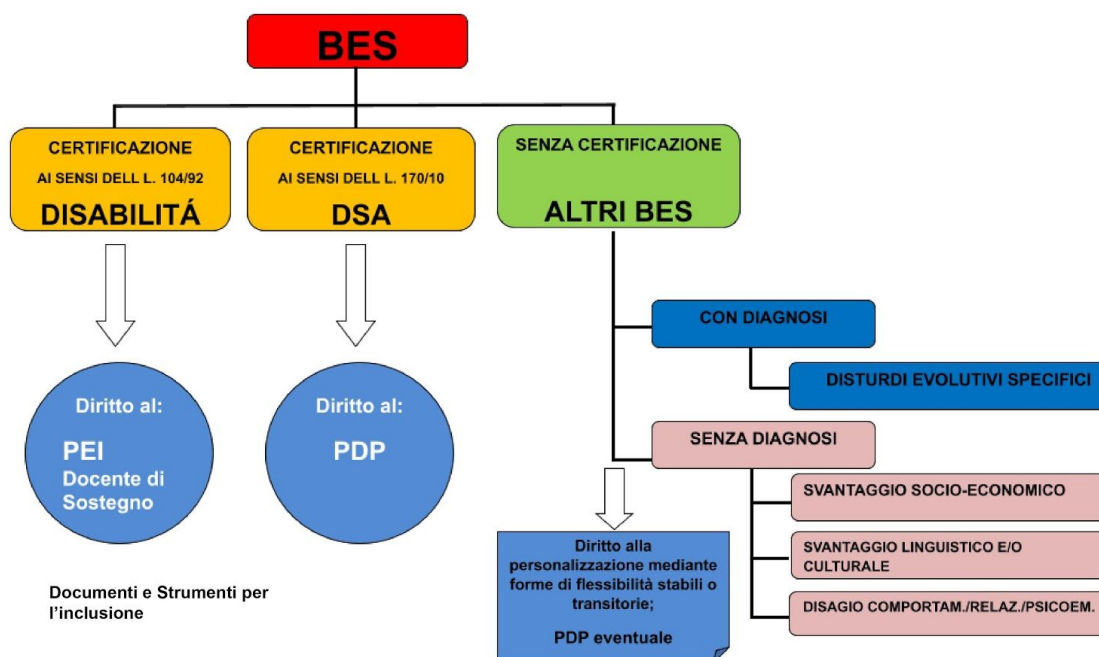 BES
CERTIFICAZIONE
AI SENSI DELL L. 104/92
DISABILITÁ
CERTIFICAZIONE
AI SENSI DELL L. 170/10
DSA
SENZA CERTIFICAZIONE
ALTRI BES
CON DIAGNOSI
DISTURDI EVOLUTIVI SPECIFICI
SENZA DIAGNOSI
SVANTAGGIO SOCIO-ECONOMICO
SVANTAGGIO LINGUISTICO E/O
CULTURALE
DISAGIO COMPORTAM./RELAZ./PSICOEM.
Diritto al:
PEI
Docente di
Sostegno
Diritto al:
PDP
Diritto alla
personalizzazione mediante
forme di flessibilità stabili o
transitorie;
PDP eventuale
Documenti e Strumenti per
l’inclusione